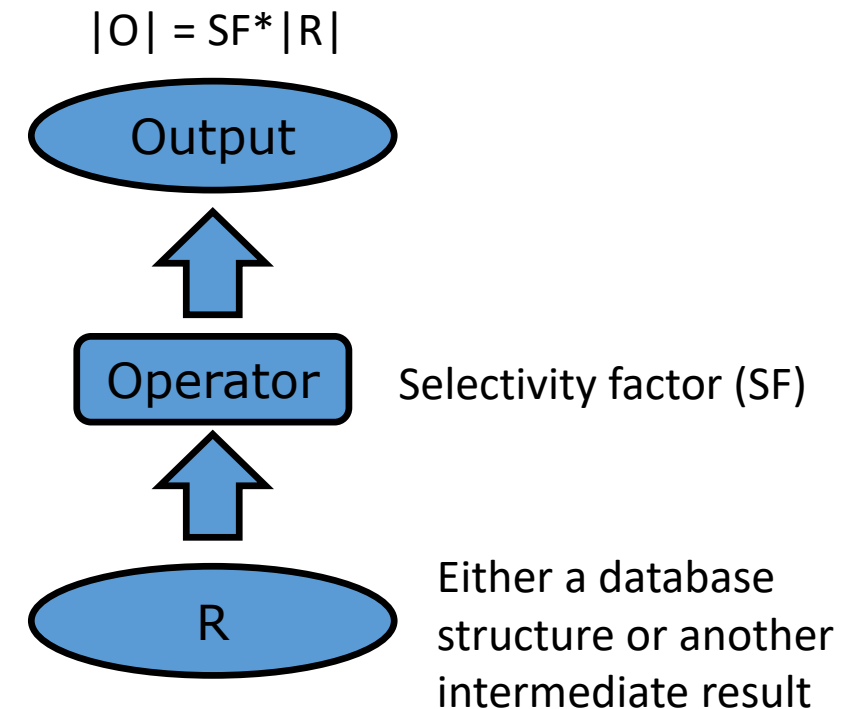 |O| = SF*|R|
Output
Operator
Selectivity factor (SF)
R
Either a database
structure or another
intermediate result